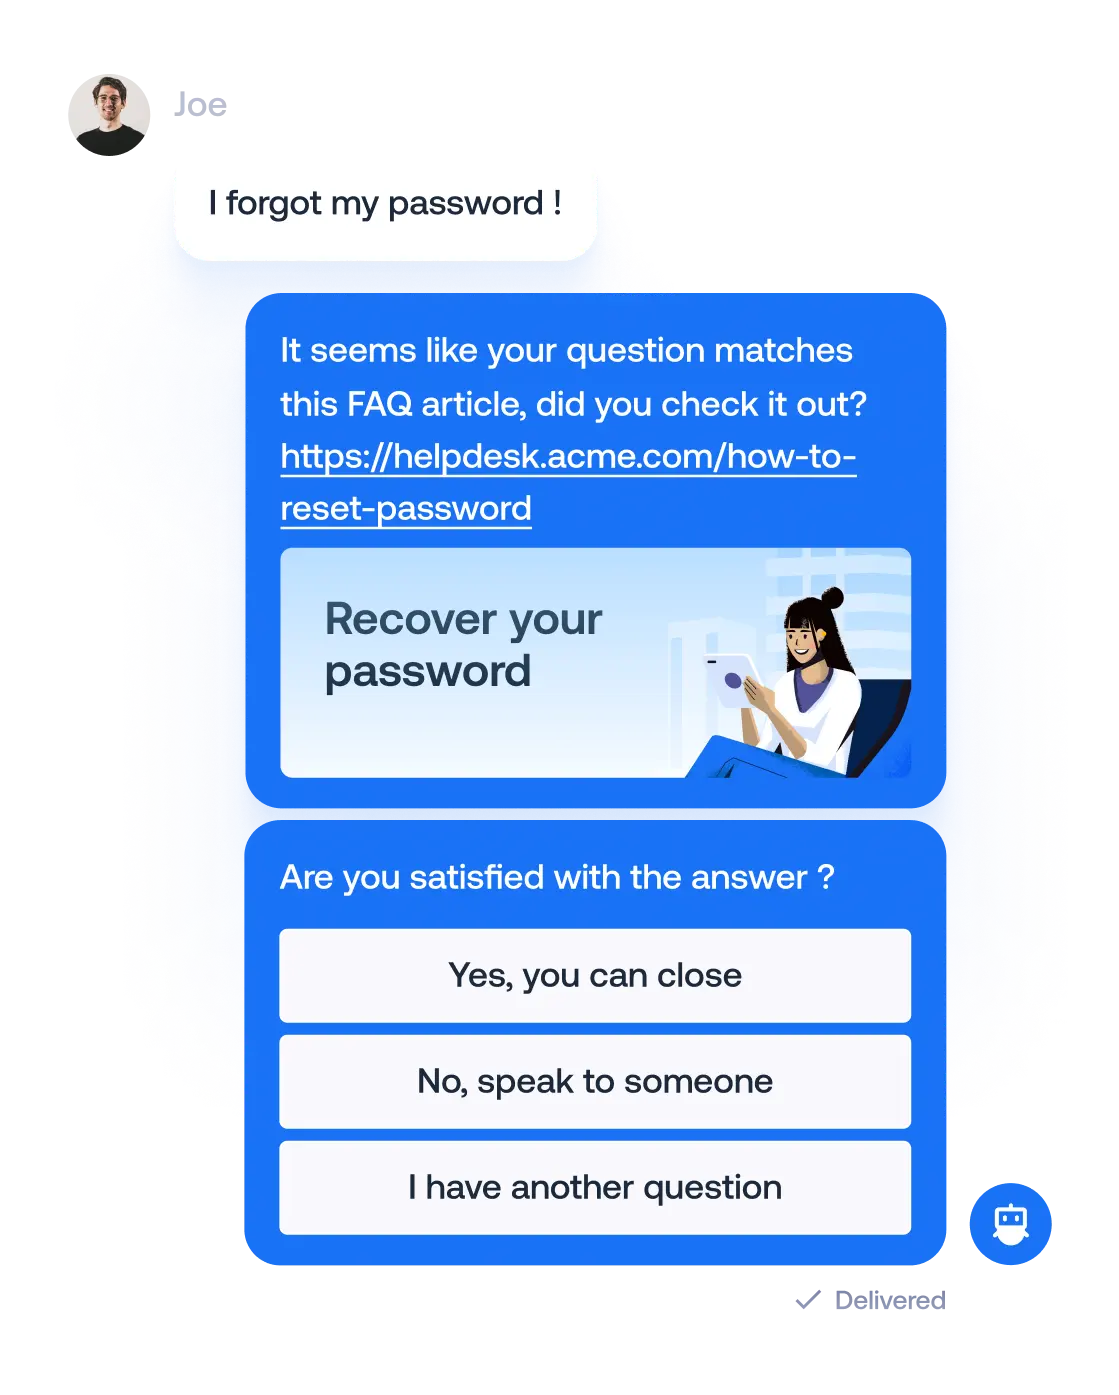 Joe
I forgot my password !
It seems like your question matches
this FAQ article, did you check it out?
https://helpdesk.acme.com/how-to-
reset-password
Recover your
password
Are you satisfied with the answer ?
Yes, you can close
No, speak to someone
I have another question
Delivered